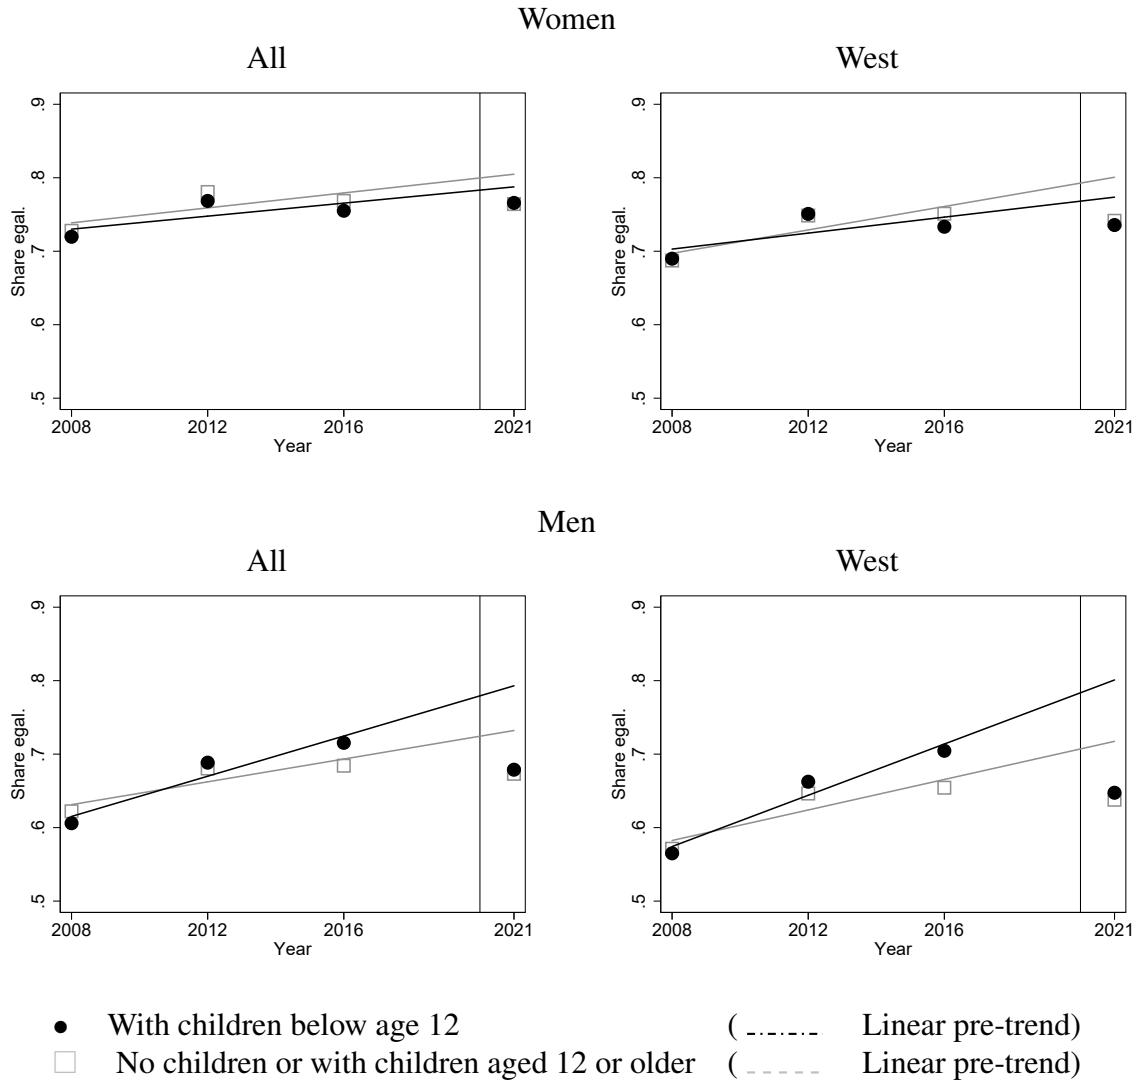 Women
All
West
.9
.8
.7
.6
.5
Share egal.
2008
2012
2016
2021
Year
.9
.8
.7
.6
.5
Share egal.
2008
2012
2016
2021
Year
Men
All
West
.9
.8
.7
.6
.5
Share egal.
2008
2012
2016
2021
Year
.9
.8
.7
.6
.5
Share egal.
2008
2012
2016
2021
Year
With children below age 12 ( Linear pre-trend)
No children or with children aged 12 or older ( Linear pre-trend)